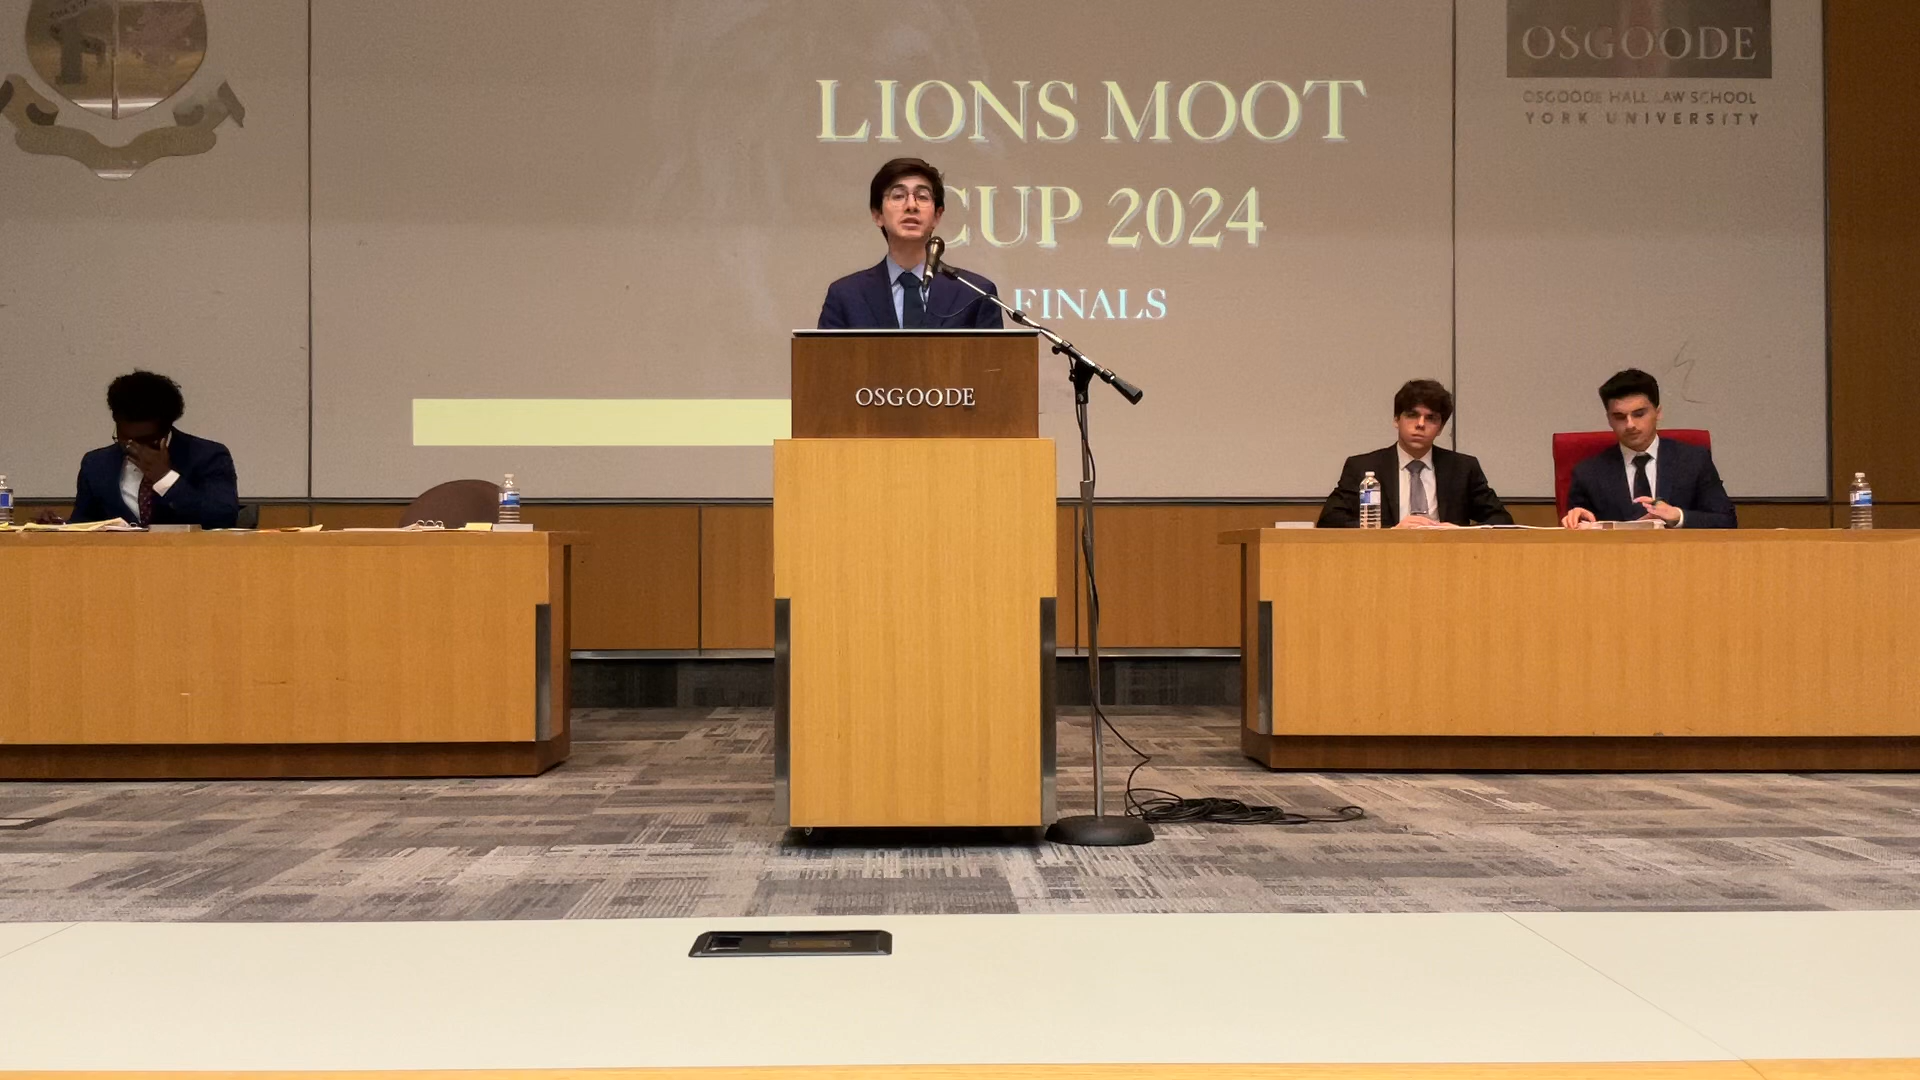 LIONS MOOT
CUP 2024
FINALS
OSGOODE
OSGOODE HALL LAW SCHOOL
YORK UNIVERSITY
OSGOODE